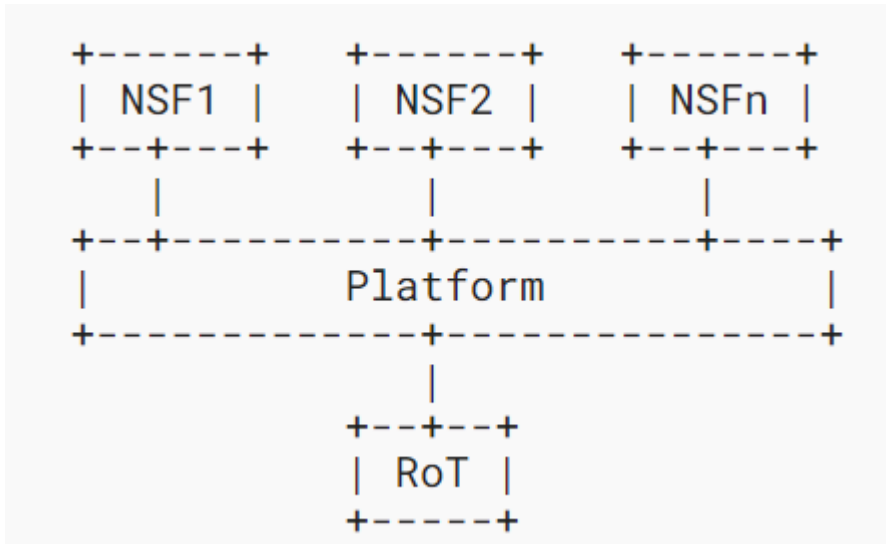 +------+   +------+   +------+
| NSF1 |   | NSF2 |   | NSFn |
+--+---+   +--+---+   +--+---+
   |          |          |
+--+----------+----------+----+
|          Platform           |
+-------------+---------------+
              |
           +--+--+
           | RoT |
           +-----+